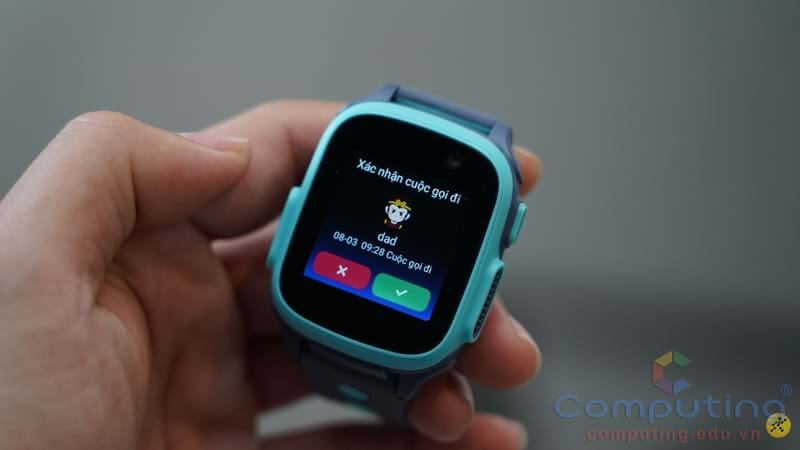 Xác nhận cuộc gọi đi
dad
08-03 09:28 Cuộc gọi đi
Computing®
computing.edu.vn